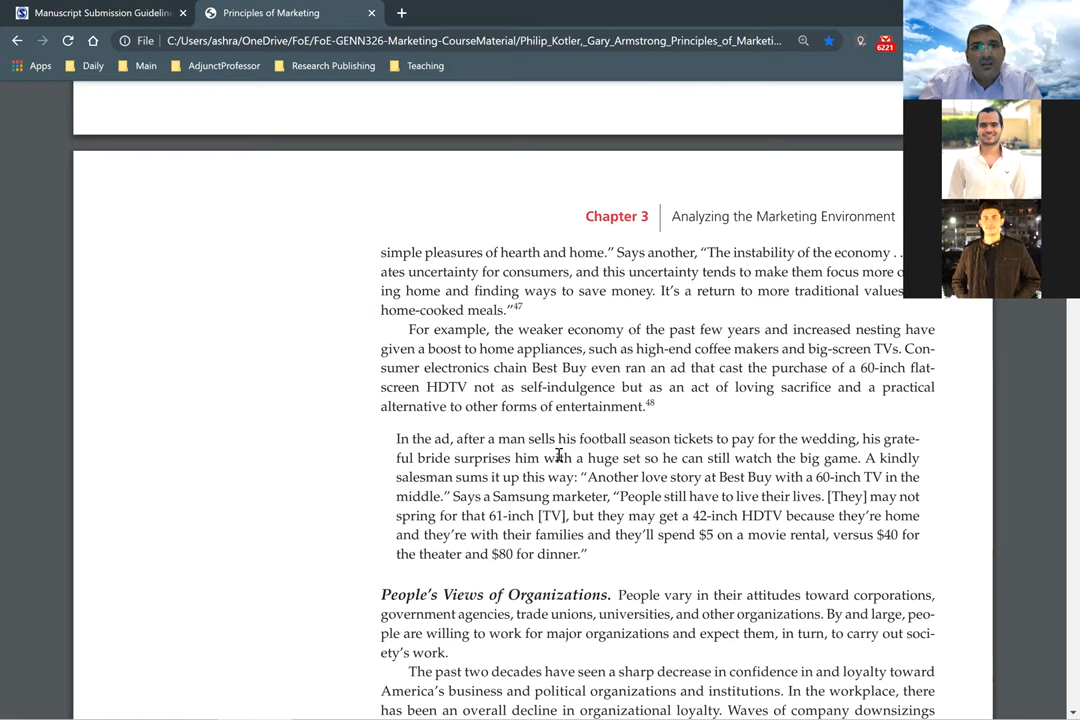 Manuscript Submission Guideline
Principles of Marketing
File
C:/Users/ashra/OneDrive/FoE/FoE-GENN326-Marketing-CourseMaterial/Philip_Kotler,_Gary_Armstrong_Principles_of_Marketi...
6221
Apps Daily Main AdjunctProfessor Research Publishing Teaching
Chapter 3 Analyzing the Marketing Environment
simple pleasures of hearth and home.” Says another, “The instability of the economy . .
ates uncertainty for consumers, and this uncertainty tends to make them focus more
ing home and finding ways to save money. It’s a return to more traditional values
home-cooked meals.”47
For example, the weaker economy of the past few years and increased nesting have
given a boost to home appliances, such as high-end coffee makers and big-screen TVs. Con-
sumer electronics chain Best Buy even ran an ad that cast the purchase of a 60-inch flat-
screen HDTV not as self-indulgence but as an act of loving sacrifice and a practical
alternative to other forms of entertainment.48
In the ad, after a man sells his football season tickets to pay for the wedding, his grate-
ful bride surprises him with a huge set so he can still watch the big game. A kindly
salesman sums it up this way: “Another love story at Best Buy with a 60-inch TV in the
middle.” Says a Samsung marketer, “People still have to live their lives. [They] may not
spring for that 61-inch [TV], but they may get a 42-inch HDTV because they’re home
and they’re with their families and they’ll spend $5 on a movie rental, versus $40 for
the theater and $80 for dinner.”
People’s Views of Organizations. People vary in their attitudes toward corporations,
government agencies, trade unions, universities, and other organizations. By and large, peo-
ple are willing to work for major organizations and expect them, in turn, to carry out soci-
ety’s work.
The past two decades have seen a sharp decrease in confidence in and loyalty toward
America’s business and political organizations and institutions. In the workplace, there
has been an overall decline in organizational loyalty. Waves of company downsizings